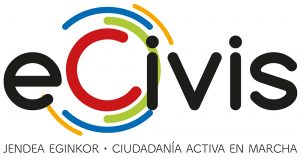 eCivis
JENDEA EGINKOR · CIUDADANÍA ACTIVA EN MARCHA